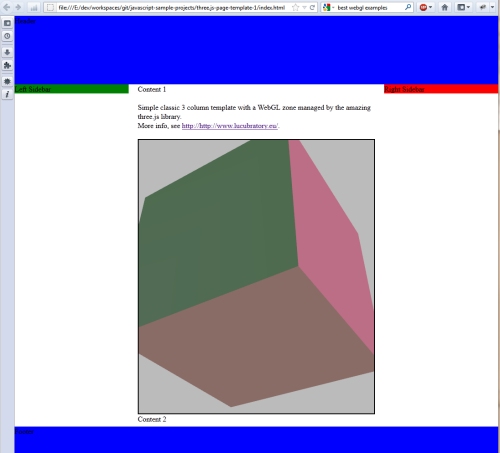 file:///E:/dev/workspaces/git/javascript-sample-projects/three.js-page-template-1/index.html
best webgl examples
Header
Left Sidebar
Content 1
Right Sidebar
Simple classic 3 column template with a WebGL zone managed by the amazing
three.js library.
More info, see http://http://www.lucubratory.eu/.
Content 2